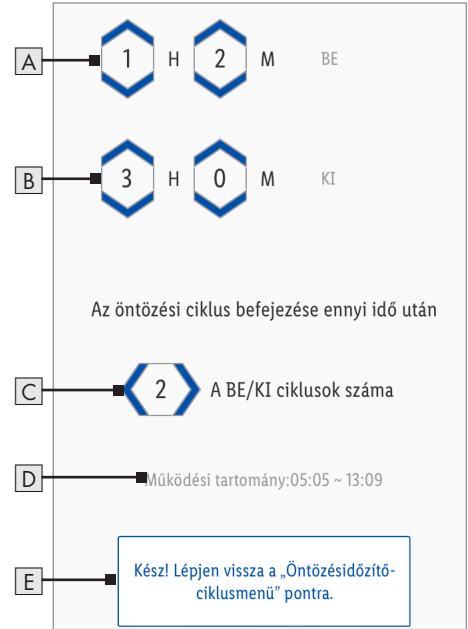 A 1 H 2 M BE
B 3 H 0 M KI
Az öntözési ciklus befejezése ennyi idő után
C 2 A BE/KI ciklusok száma
D Működési tartomány:05:05 ~ 13:09
E Kész! Lépjen vissza a „Öntözésidőzítő-
ciklusmenü” pontra.